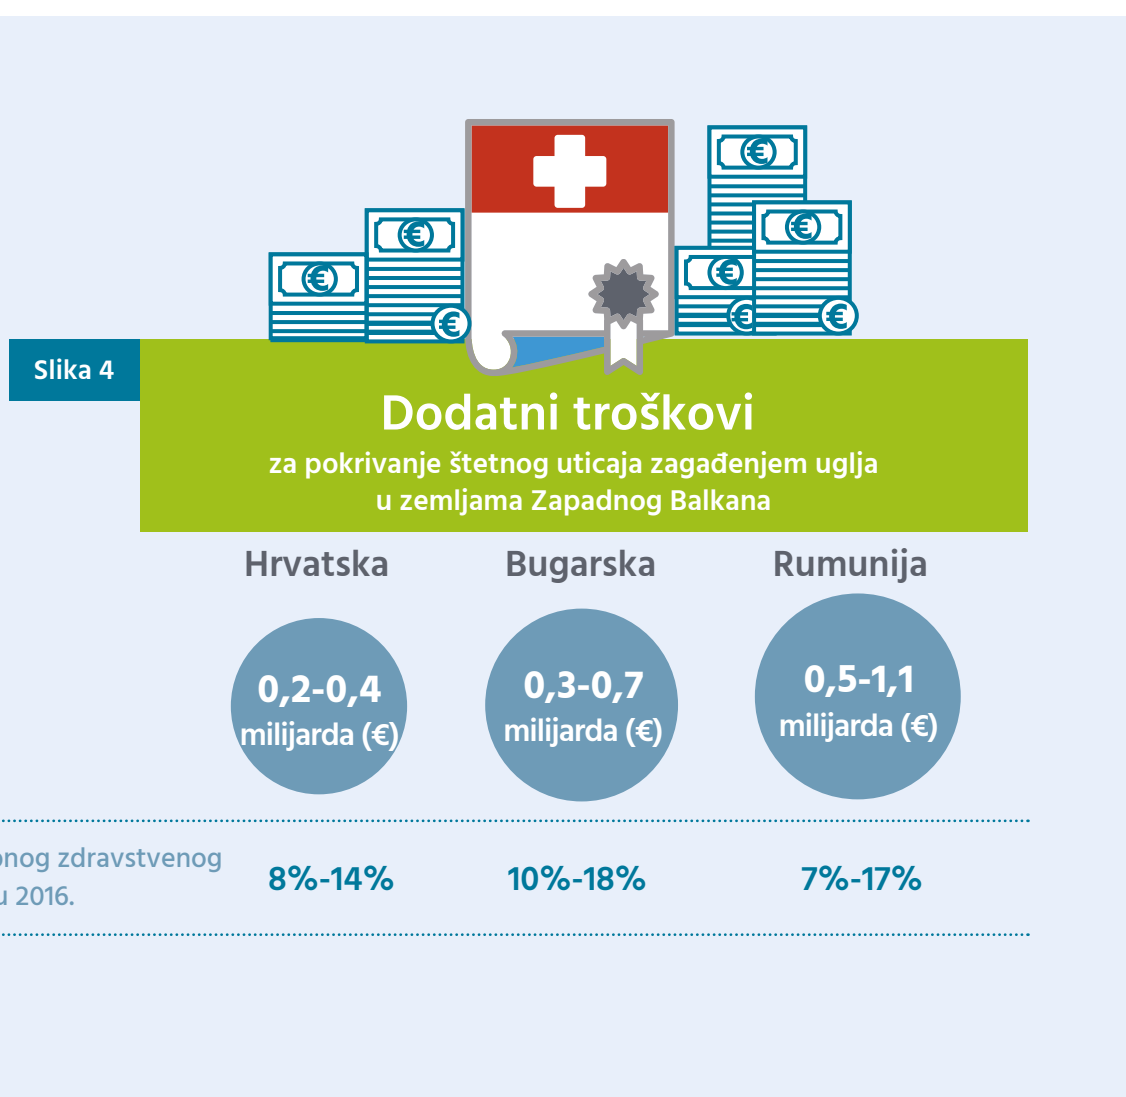 Slika 4
Dodatni troškovi
za pokrivanje štetnog uticaja zagađenjem uglja
u zemljama Zapadnog Balkana
Hrvatska Bugarska Rumunija
0,2-0,4 0,3-0,7 0,5-1,1
milijarda (€) milijarda (€) milijarda (€)
zdravstvenog
8%-14% 10%-18% 7%-17%
u 2016.